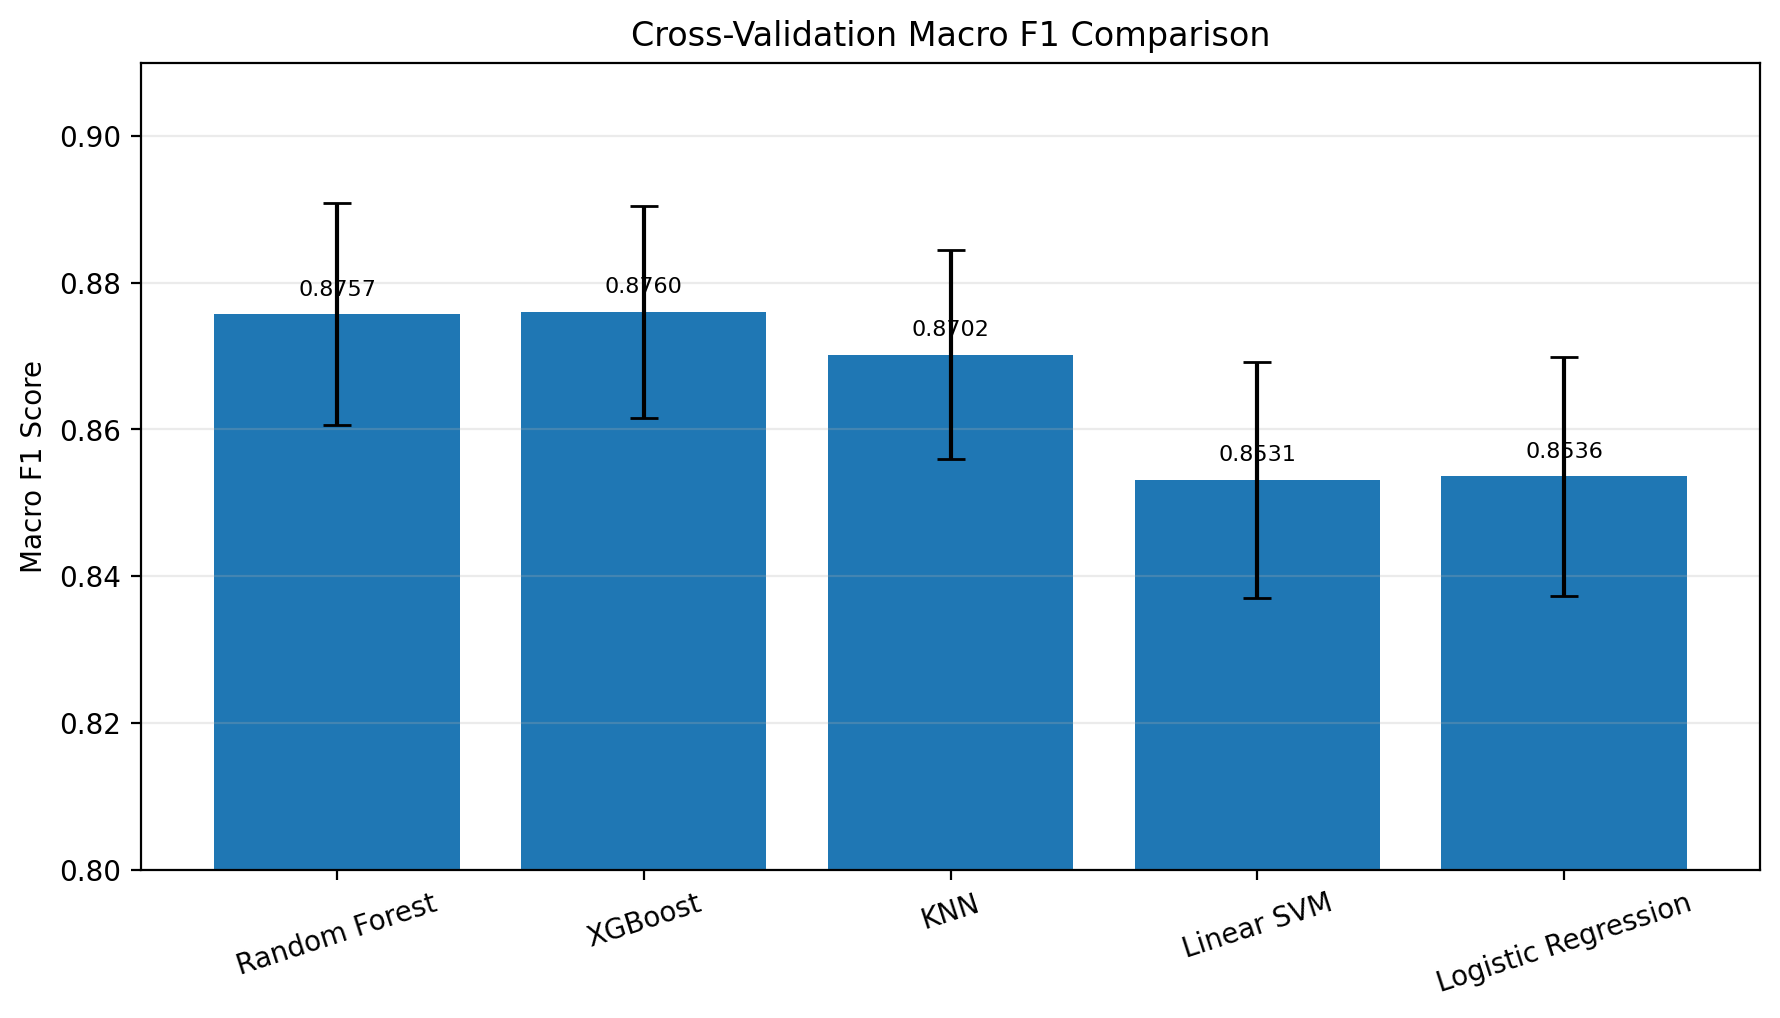 Cross-Validation Macro F1 Comparison
Macro F1 Score
0.90
0.88
0.86
0.84
0.82
0.80
0.8757
0.8760
0.8702
0.8531
0.8536
Random Forest
XGBoost
KNN
Linear SVM
Logistic Regression